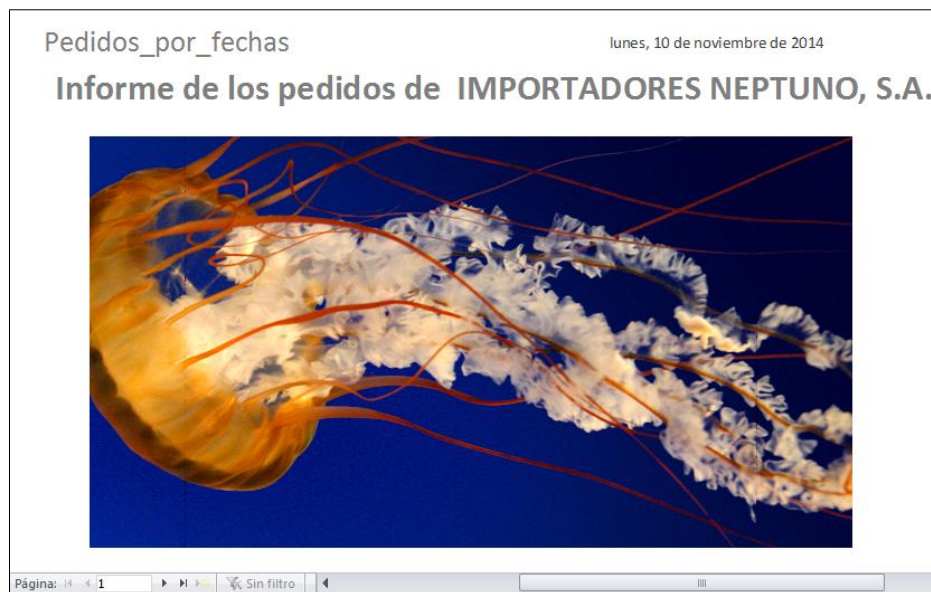 Pedidos_por_fechas
lunes, 10 de noviembre de 2014
Informe de los pedidos de IMPORTADORES NEPTUNO, S.A.
Página: 1 Sin filtro